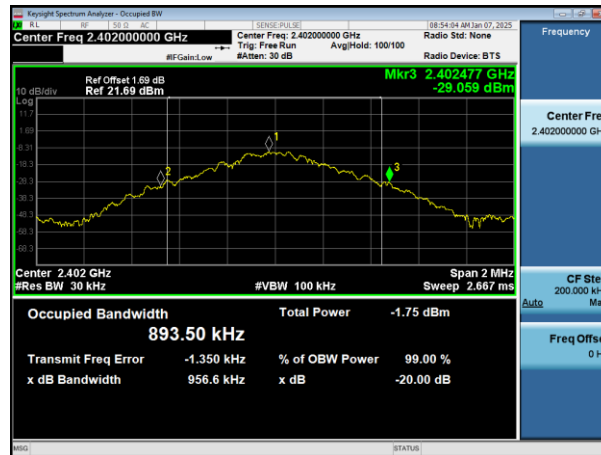 Keysight Spectrum Analyzer - Occupied BW
RL RF 50 Ω AC SENSE:PULSE 08:54:04 AM Jan 07, 2025
Center Freq 2.402000000 GHz Center Freq: 2.402000000 GHz Radio Std: None
Trig: Free Run Avg|Hold: 100/100
#IFGain:Low #Atten: 30 dB Radio Device: BTS
Ref Offset 1.69 dB Mkr3 2.402477 GHz
10 dB/div Ref 21.69 dBm -29.059 dBm
Log
11.7
1.69
-8.31
-18.3
-28.3
-38.3
-48.3
-58.3
-68.3
1
2
3
Center 2.402 GHz Span 2 MHz
#Res BW 30 kHz #VBW 100 kHz Sweep 2.667 ms
Occupied Bandwidth Total Power -1.75 dBm
893.50 kHz
Transmit Freq Error -1.350 kHz % of OBW Power 99.00 %
x dB Bandwidth 956.6 kHz x dB -20.00 dB
MSG STATUS
Frequency
Center Fre
2.402000000 GH
CF Ste
200.000 kH
Auto Ma
Freq Offse
0 H